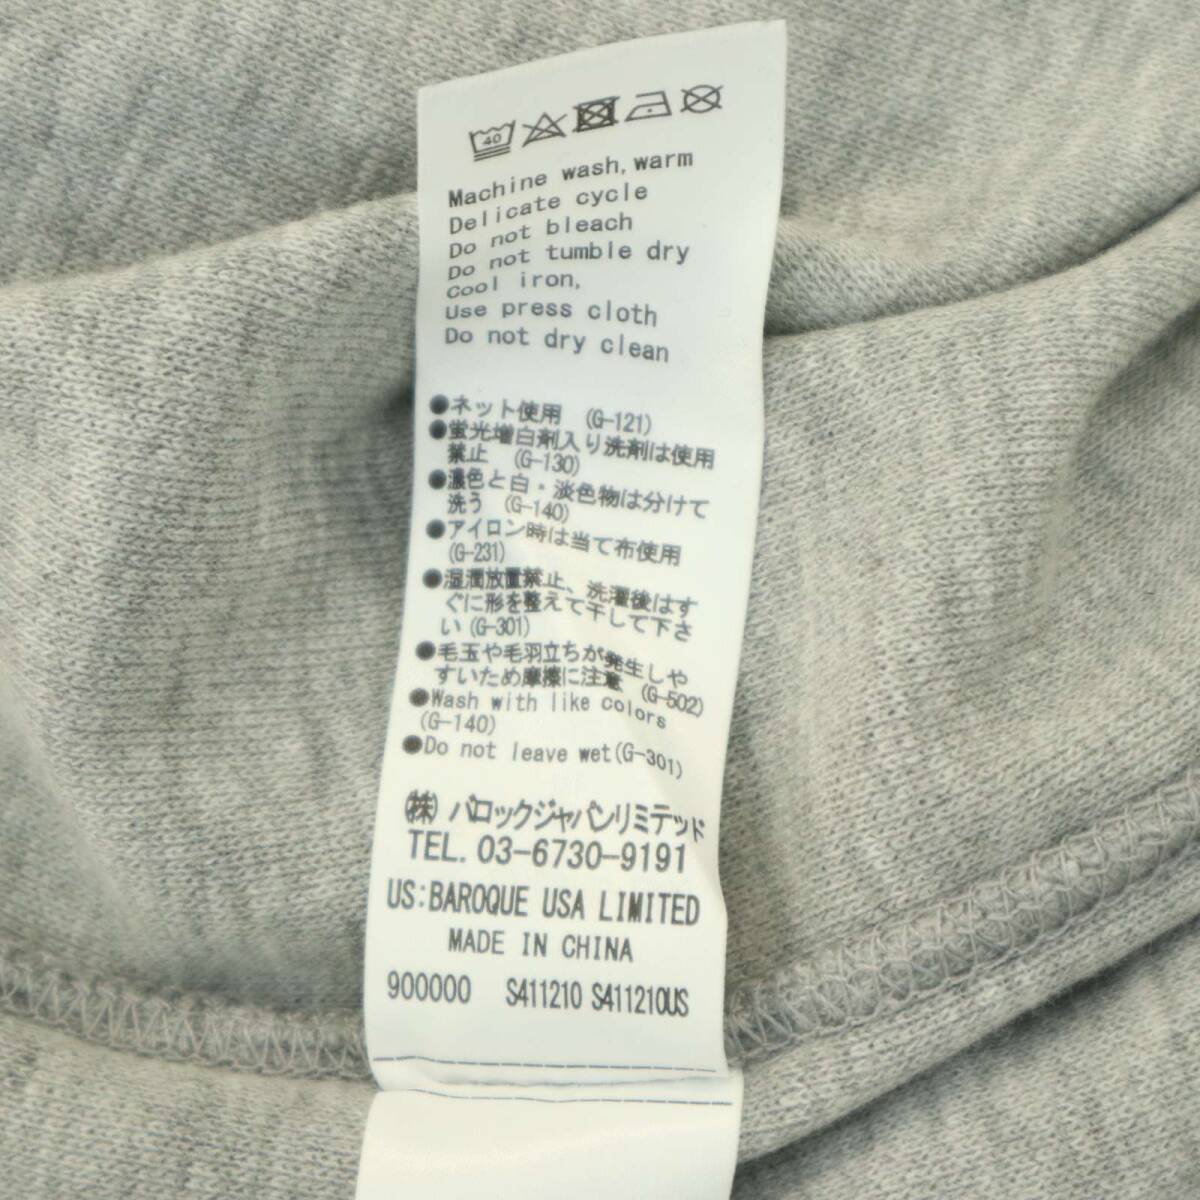 40
Machine wash, warm
Delicate cycle
Do not bleach
Do not tumble dry
Cool iron,
Use press cloth
Do not dry clean
●ネット使用 (G-121)
●蛍光増白剤入り洗剤は使用
禁止 (G-130)
●濃色と白・淡色物は分けて
洗う (G-140)
●アイロン時は当て布使用
(G-231)
●湿潤放置禁止、洗濯後はす
ぐに形を整えて干して下さ
い (G-301)
●毛玉や毛羽立ちが発生しや
すいため摩擦に注意 (G-502)
●Wash with like colors
(G-140)
●Do not leave wet(G-301)
(株) バロックジャパンリミテッド
TEL. 03-6730-9191
US:BAROQUE USA LIMITED
MADE IN CHINA
900000 S411210 S411210US